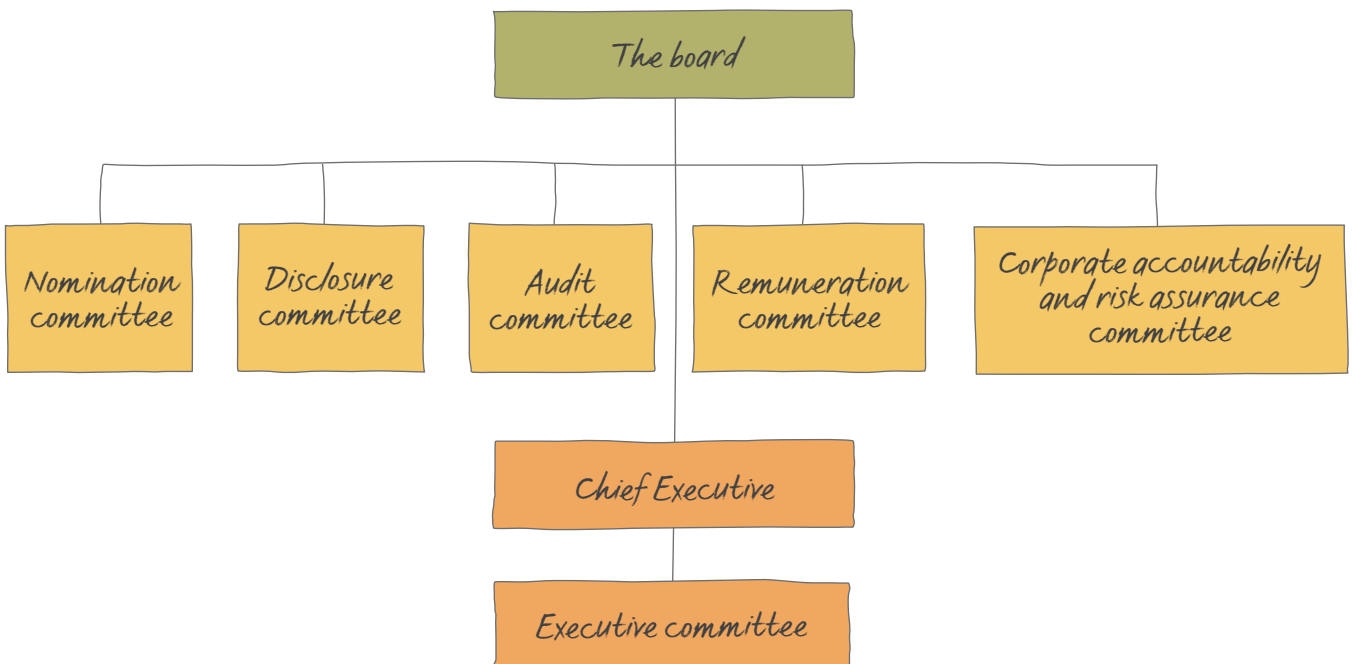 The board
Nomination
committee
Disclosure
committee
Audit
committee
Remuneration
committee
Corporate accountability
and risk assurance
committee
Chief Executive
Executive committee